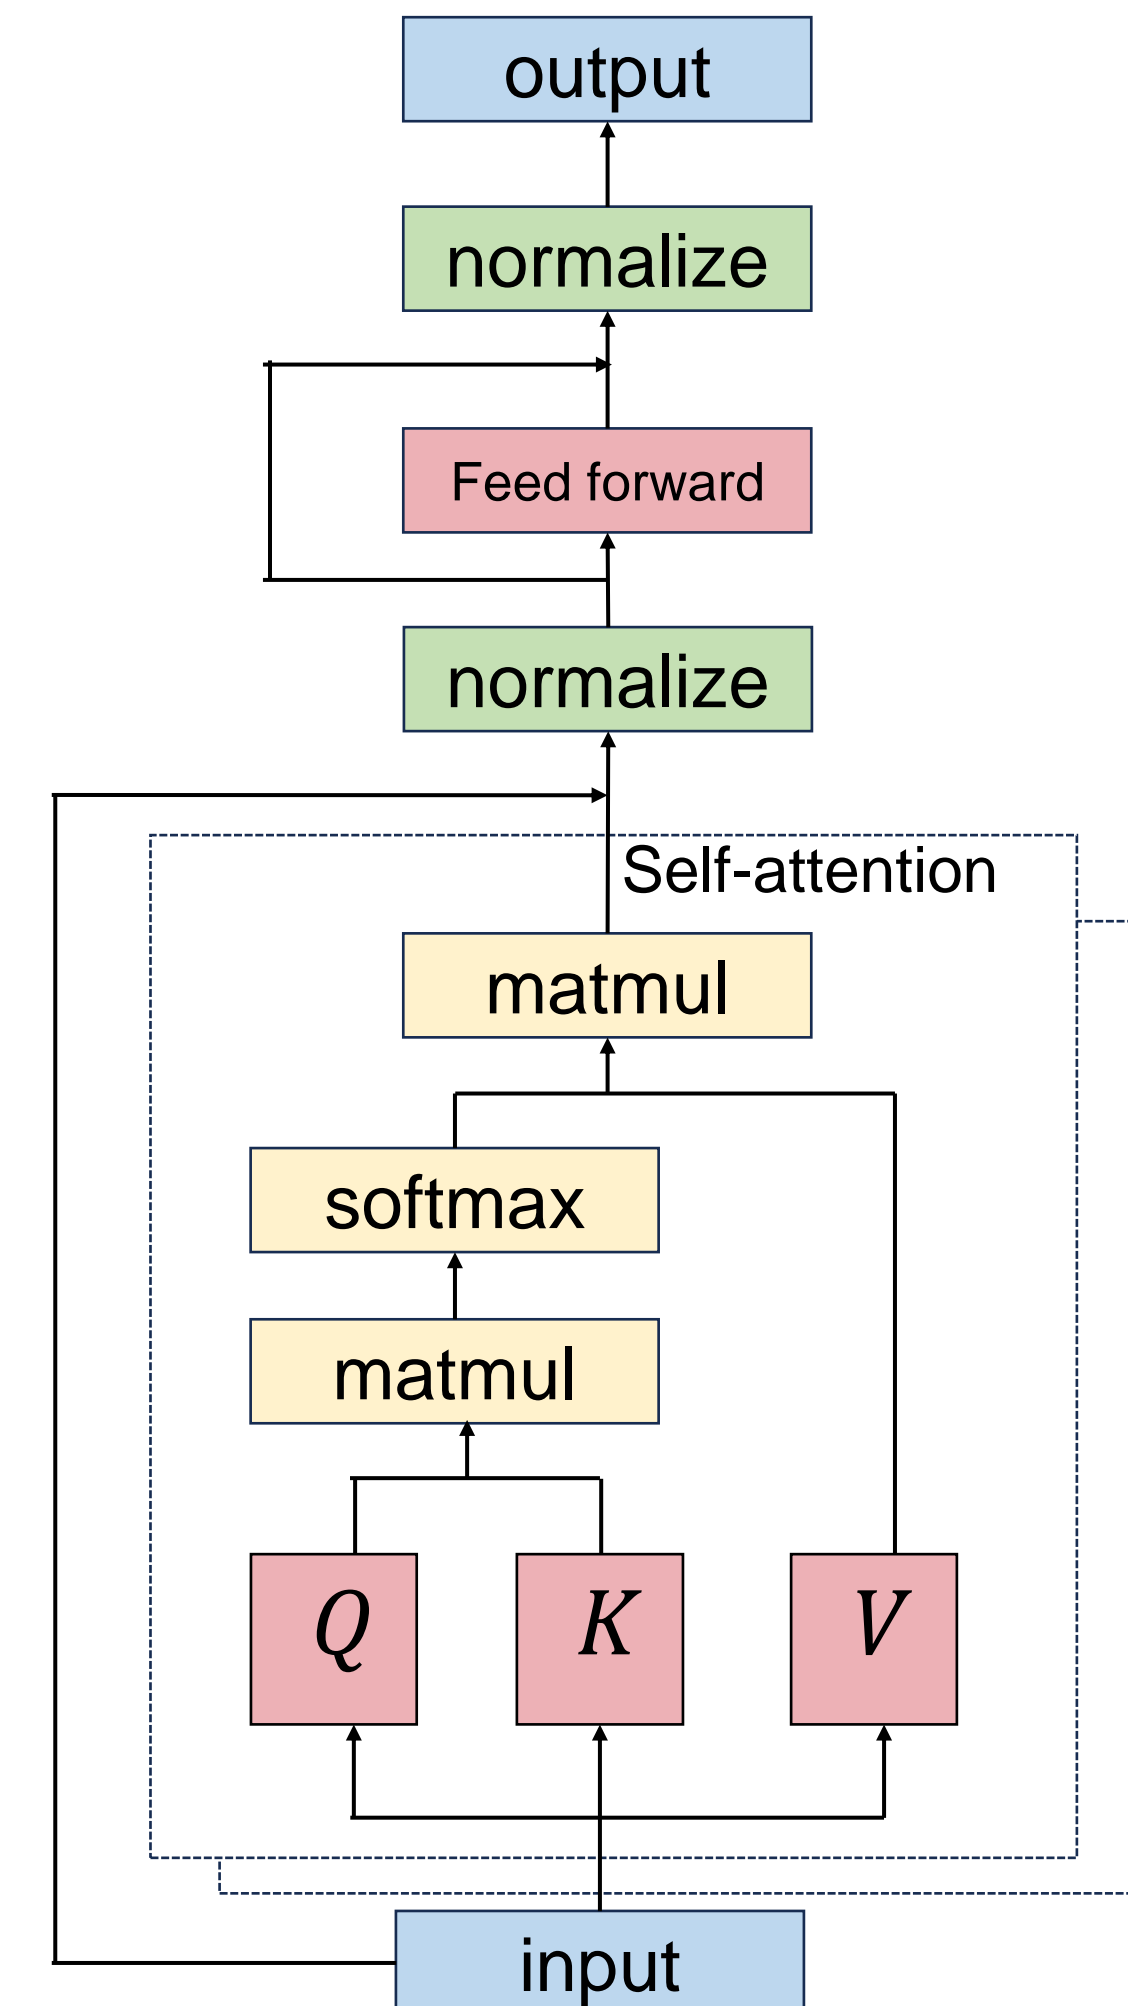 output
normalize
Feed forward
normalize
Self-attention
matmul
softmax
matmul
Q K V
input